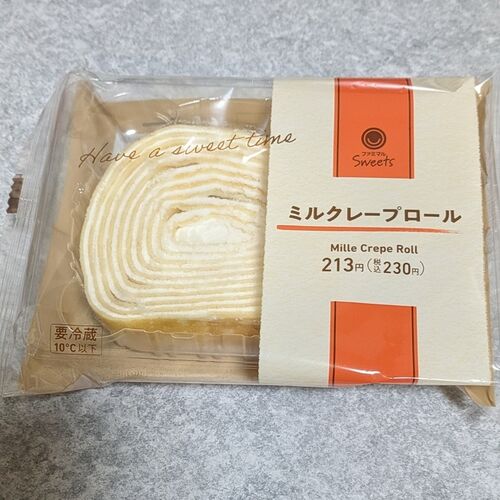 Have a sweet time
ファミマル
Sweets
ミルクレープロール
Mille Crepe Roll
213円(税込230円)
要冷蔵
10℃以下